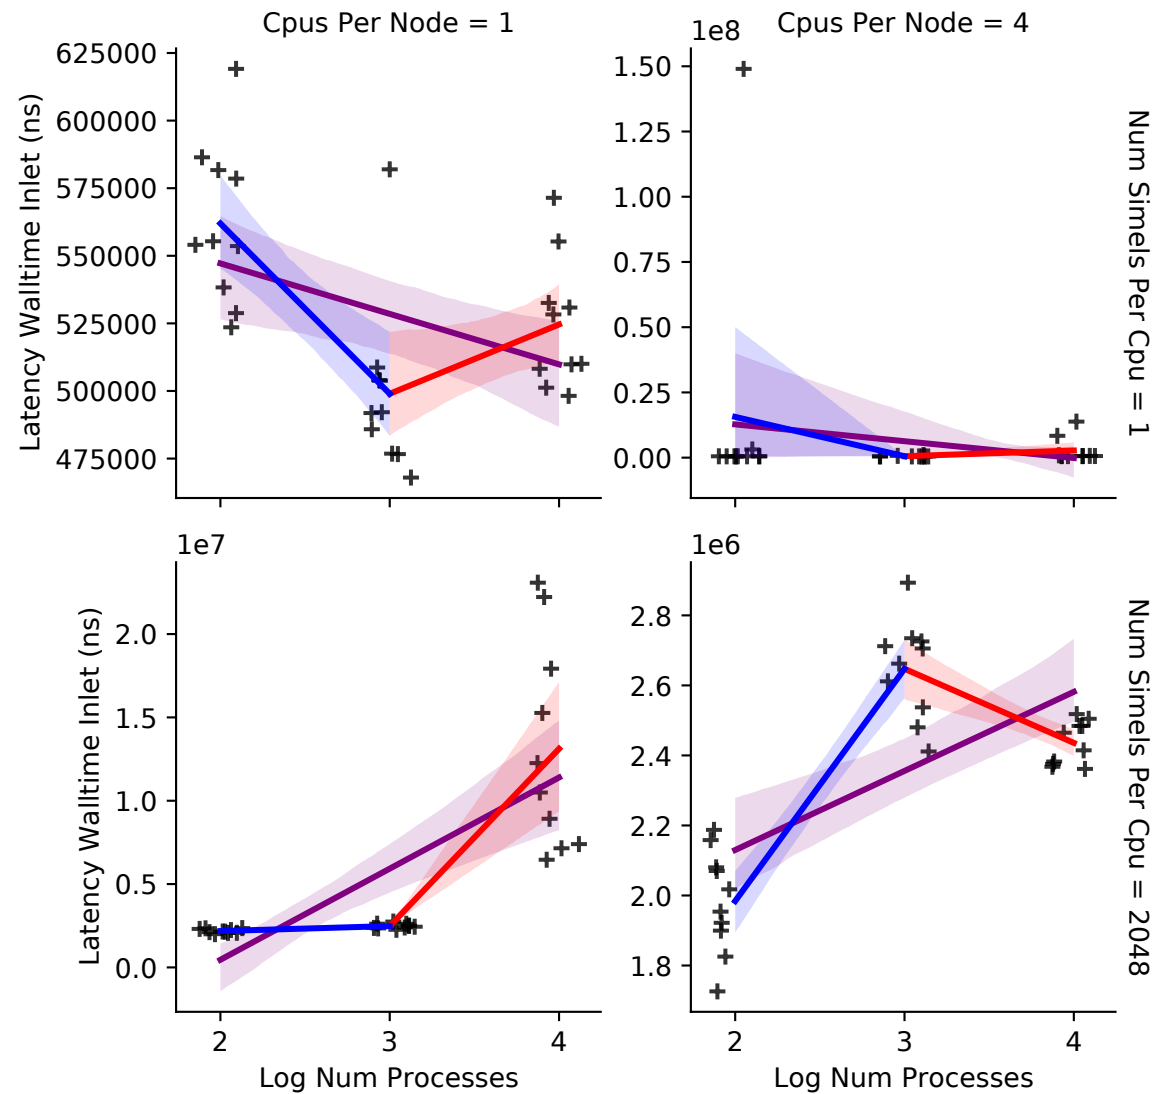 Cpus Per Node = 1
Cpus Per Node = 4
1e8
625000
600000
575000
550000
525000
500000
475000
Latency Walltime Inlet (ns)
1.50
1.25
1.00
0.75
0.50
0.25
0.00
Num Simels Per Cpu = 1
1e7
2.0
1.5
1.0
0.5
0.0
Latency Walltime Inlet (ns)
2
3
4
Log Num Processes
1e6
2.8
2.6
2.4
2.2
2.0
1.8
2
3
4
Log Num Processes
Num Simels Per Cpu = 2048